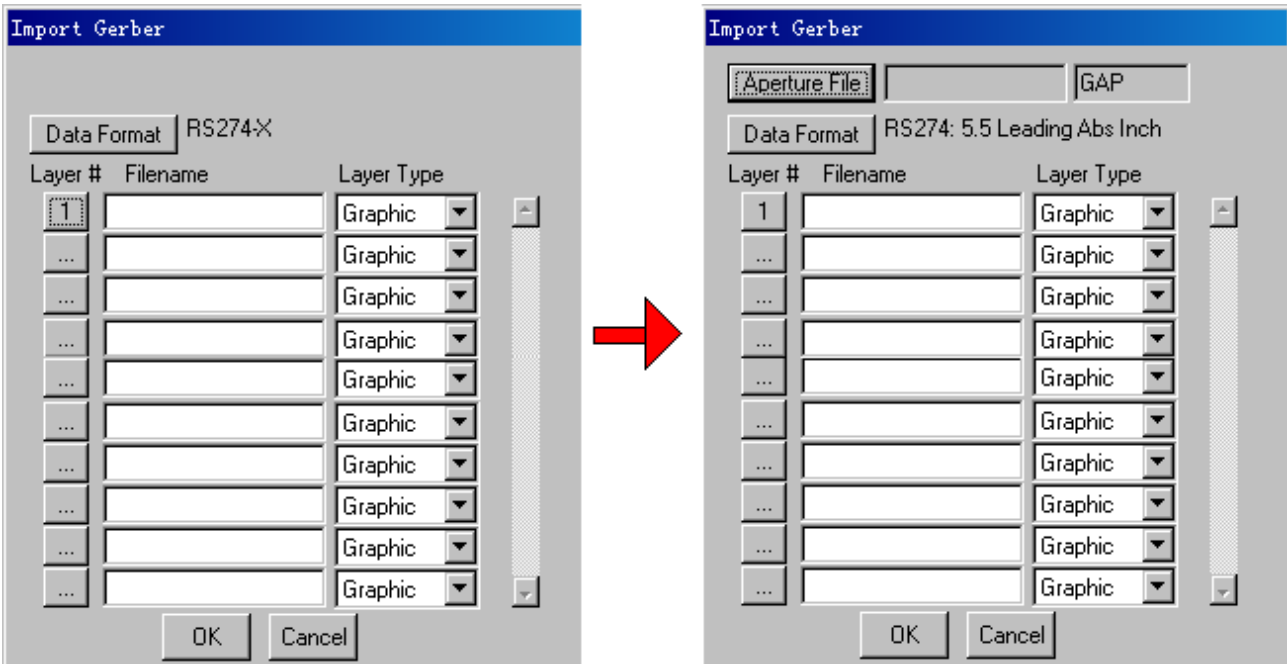 Import Gerber
Data Format RS274-X
Layer # Filename Layer Type
1 Graphic
... Graphic
... Graphic
... Graphic
... Graphic
... Graphic
... Graphic
... Graphic
... Graphic
... Graphic
OK Cancel
Import Gerber
Aperture File GAP
Data Format RS274: 5.5 Leading Abs Inch
Layer # Filename Layer Type
1 Graphic
... Graphic
... Graphic
... Graphic
... Graphic
... Graphic
... Graphic
... Graphic
... Graphic
... Graphic
OK Cancel